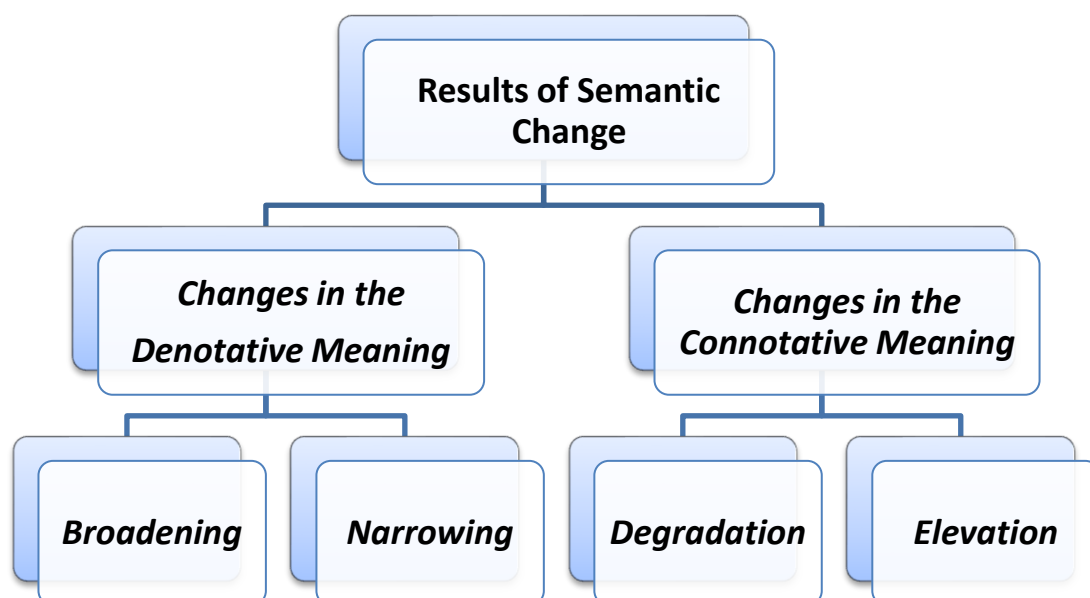 Results of Semantic
Change
Changes in the
Denotative Meaning
Changes in the
Connotative Meaning
Broadening
Narrowing
Degradation
Elevation